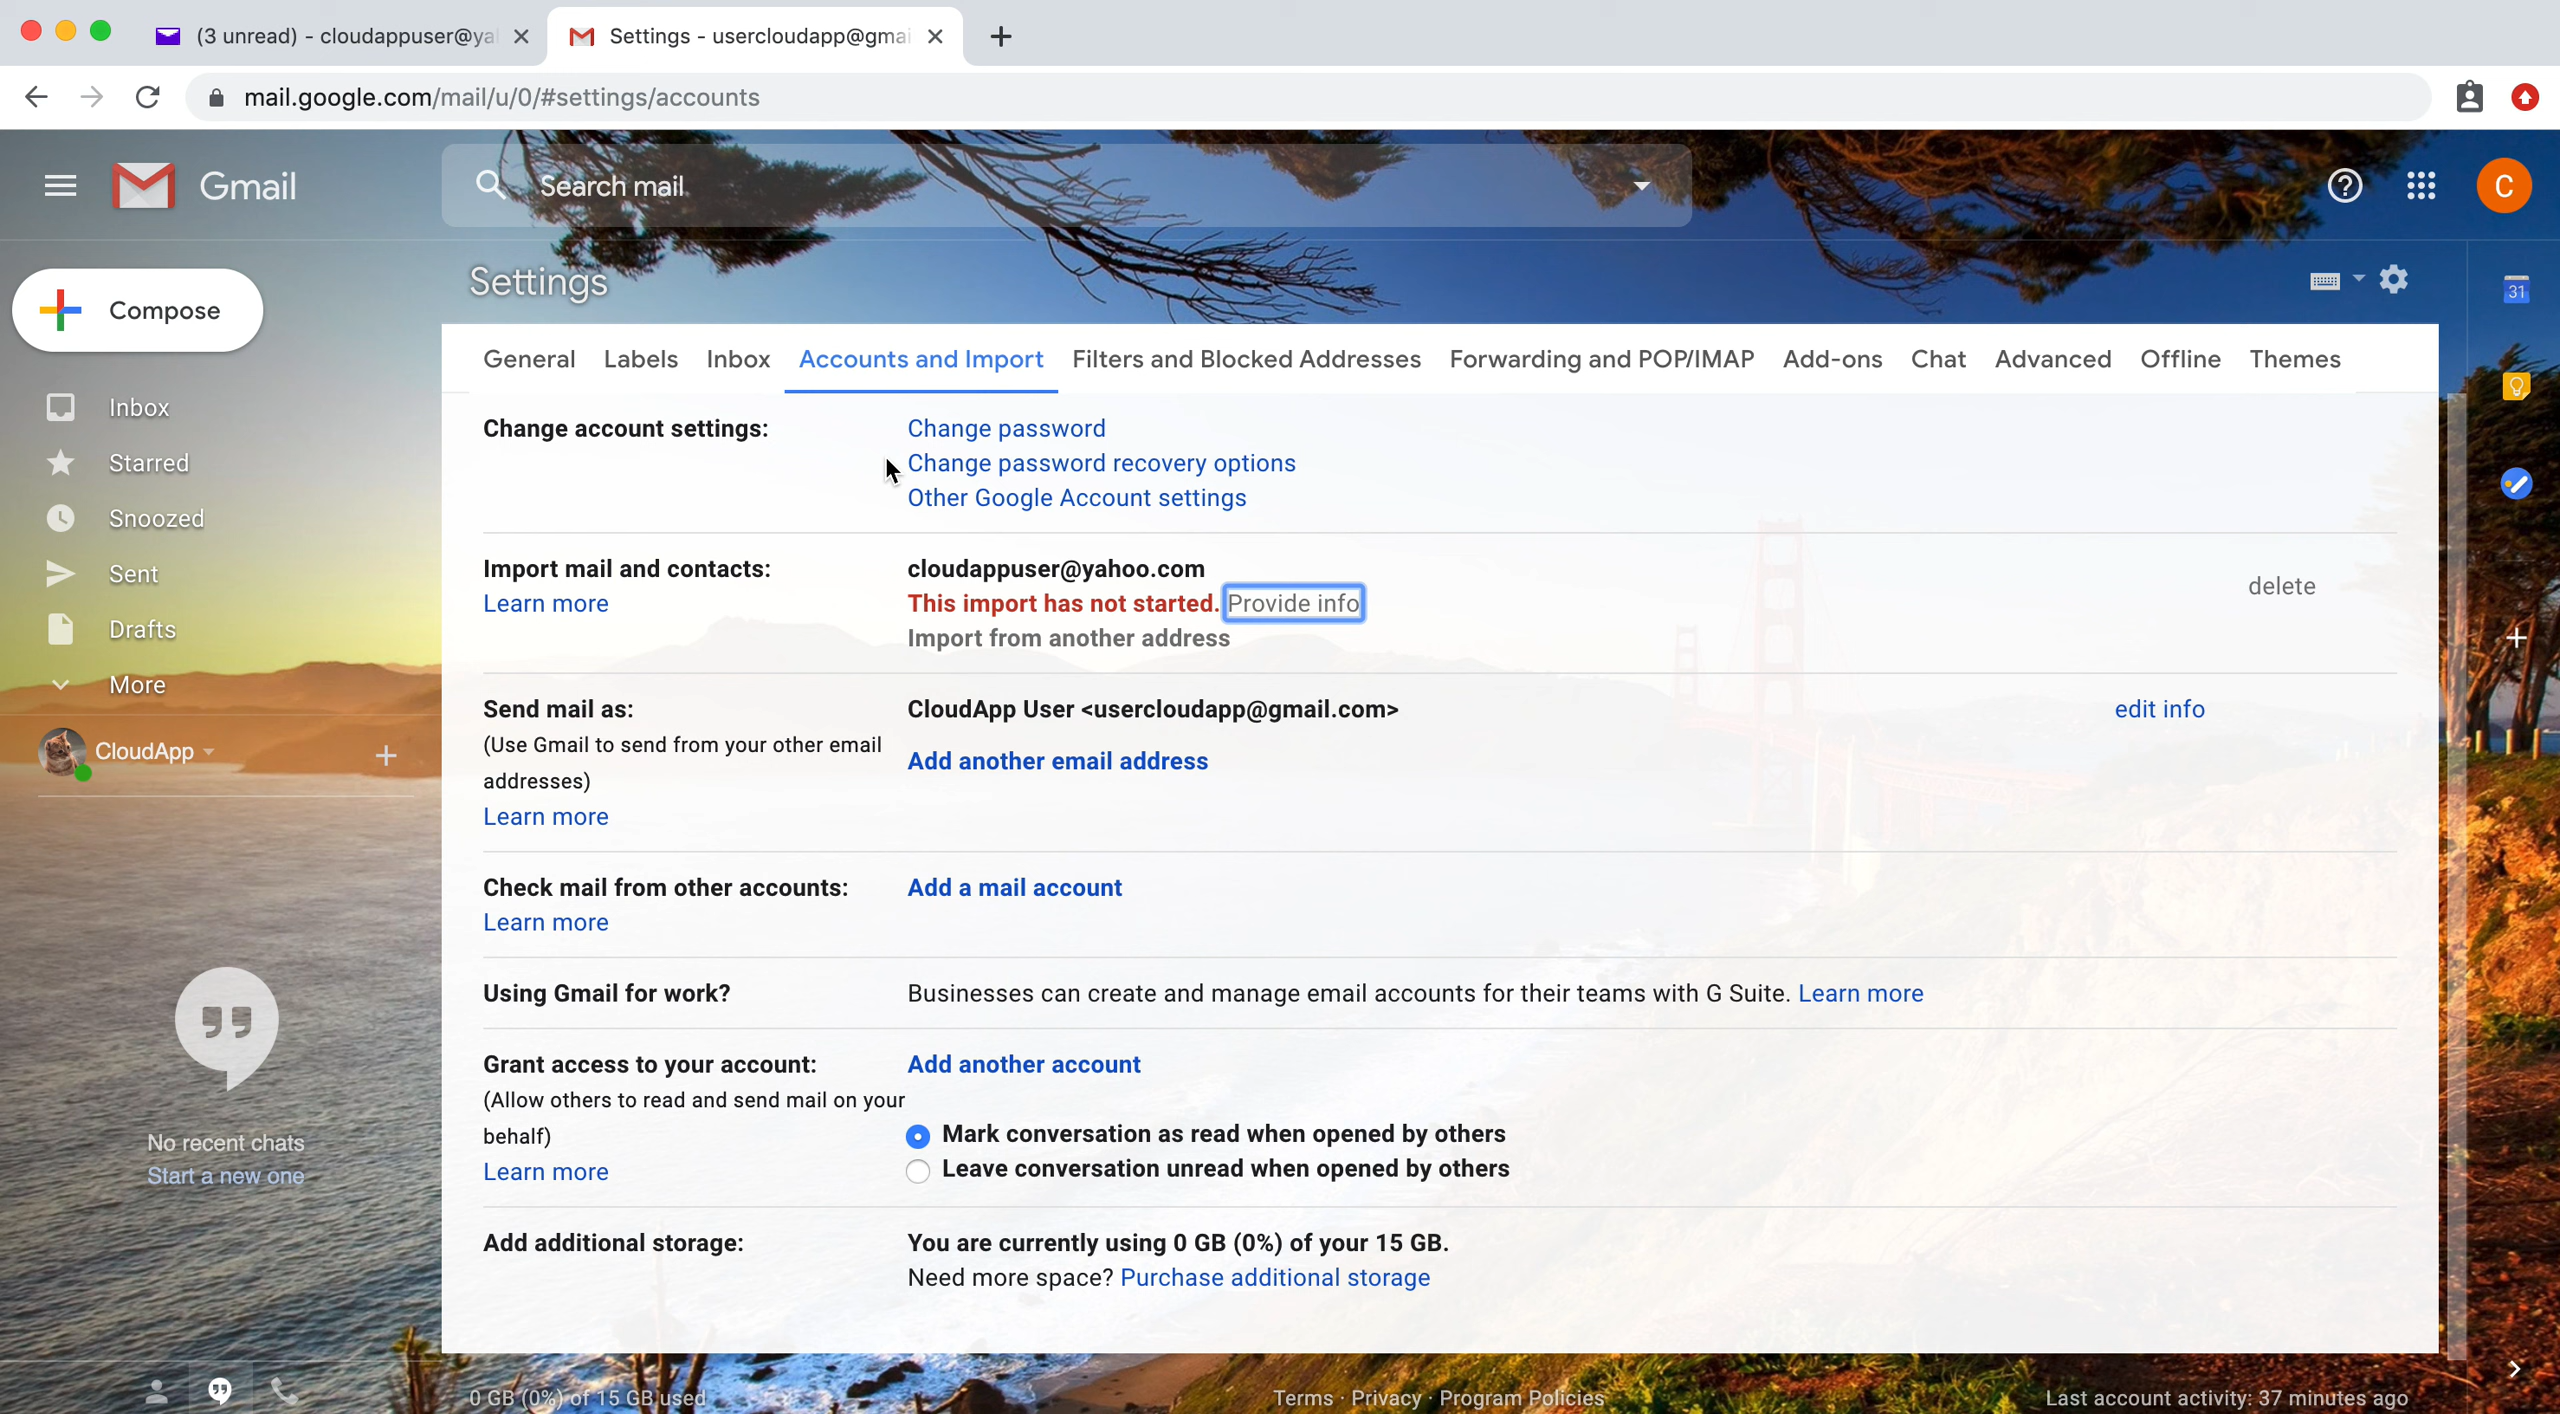 (3 unread) - cloudappuser@ya
Settings - usercloudapp@gmai
mail.google.com/mail/u/0/#settings/accounts
Gmail
Search mail
C
Settings
31
Compose
General Labels Inbox Accounts and Import Filters and Blocked Addresses Forwarding and POP/IMAP Add-ons Chat Advanced Offline Themes
Inbox
Starred
Snoozed
Sent
Drafts
More
CloudApp
No recent chats
Start a new one
Change account settings:
Change password
Change password recovery options
Other Google Account settings
Import mail and contacts:
Learn more
cloudappuser@yahoo.com
This import has not started. Provide info
Import from another address
delete
Send mail as:
(Use Gmail to send from your other email
addresses)
Learn more
CloudApp User <usercloudapp@gmail.com>
edit info
Add another email address
Check mail from other accounts:
Learn more
Add a mail account
Using Gmail for work?
Businesses can create and manage email accounts for their teams with G Suite. Learn more
Grant access to your account:
(Allow others to read and send mail on your
behalf)
Learn more
Add another account
Mark conversation as read when opened by others
Leave conversation unread when opened by others
Add additional storage:
You are currently using 0 GB (0%) of your 15 GB.
Need more space? Purchase additional storage
0 GB (0%) of 15 GB used
Terms · Privacy · Program Policies
Last account activity: 37 minutes ago